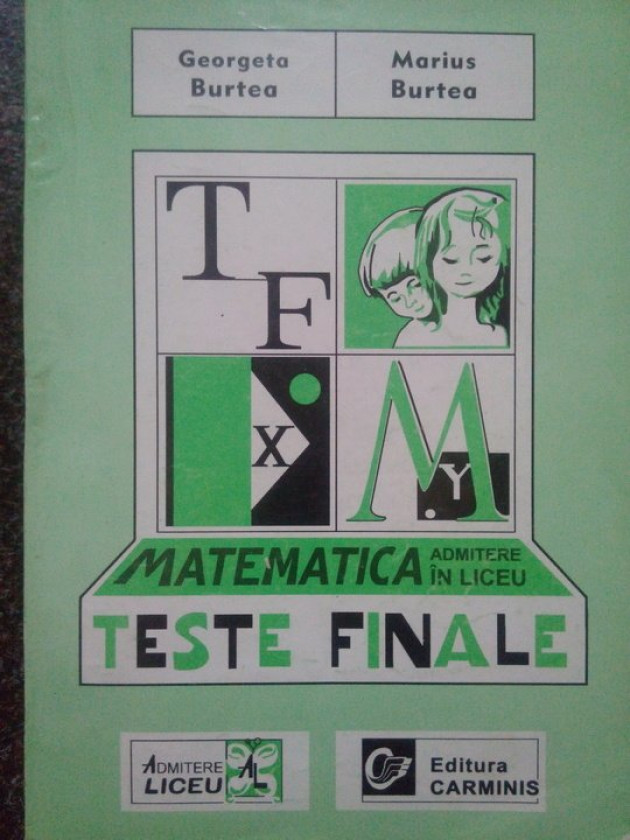 Georgeta
Burtea
Marius
Burtea
T
F
X
M
Y
MATEMATICA
ADMITERE
ÎN LICEU
TESTE FINALE
ADMITERE
LICEU
AL
Editura
CARMINIS